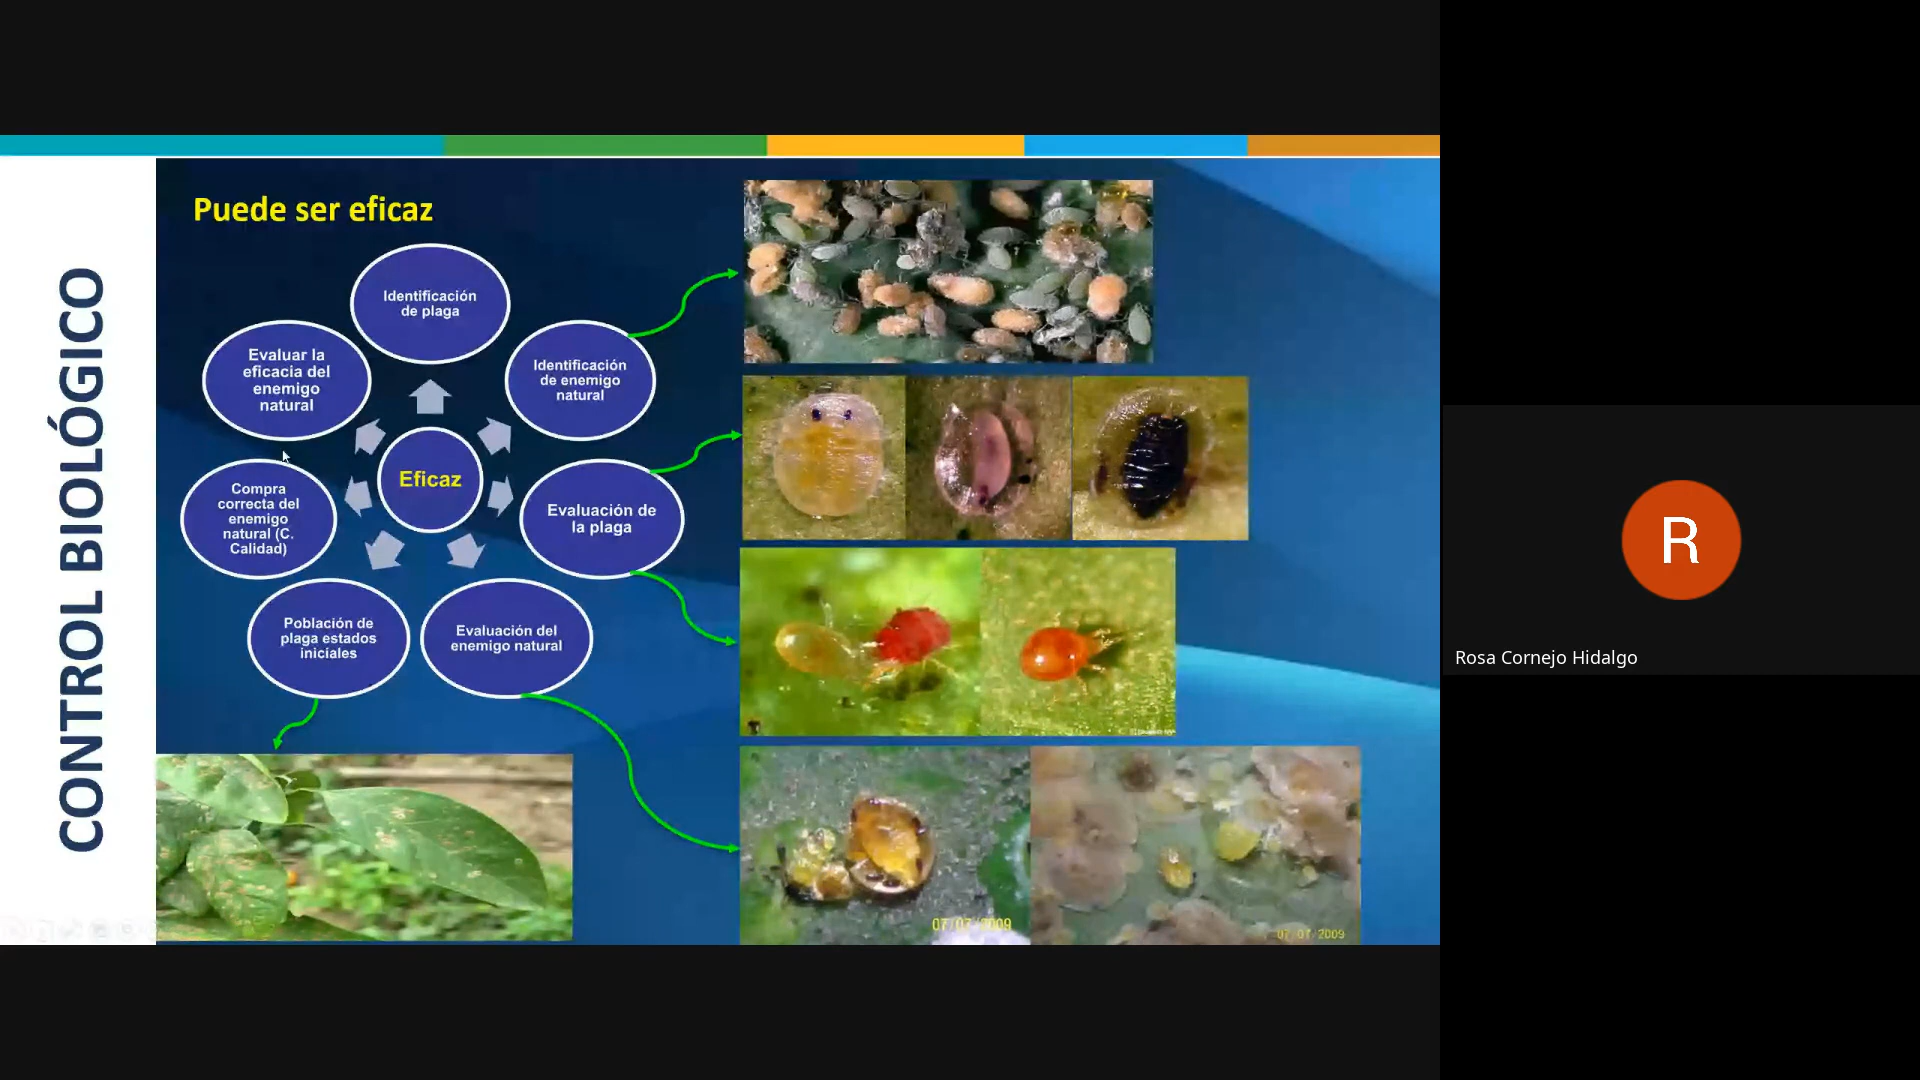 CONTROL BIOLÓGICO
Puede ser eficaz
Identificación
de plaga
Identificación
de enemigo
natural
Evaluación de
la plaga
Evaluación del
enemigo natural
Población de
plaga estados
iniciales
Compra
correcta del
enemigo
natural (C.
Calidad)
Evaluar la
eficacia del
enemigo
natural
Eficaz
07/07/2009
07/07/2009
R
Rosa Cornejo Hidalgo